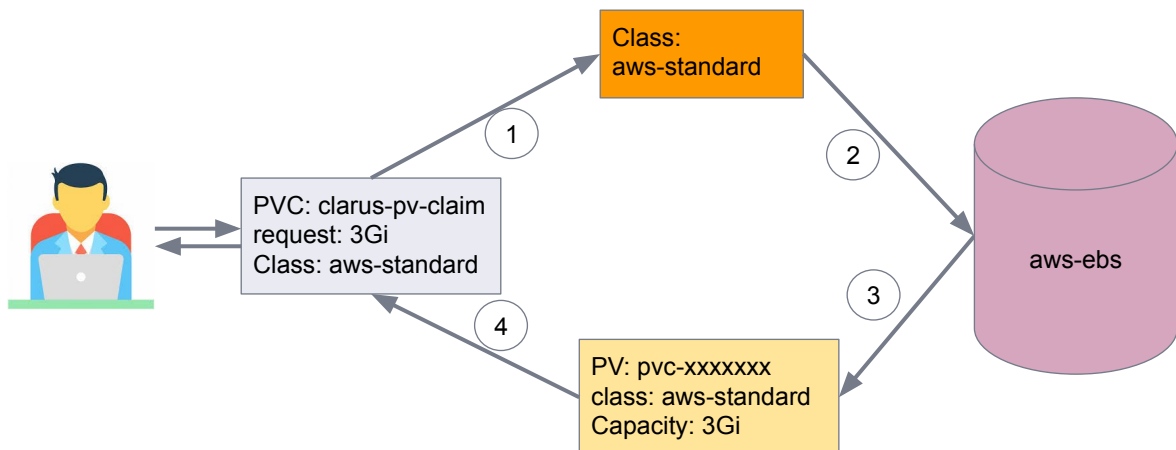 Class:
aws-standard
1
2
PVC: clarus-pv-claim
request: 3Gi
Class: aws-standard
aws-ebs
3
4
PV: pvc-xxxxxxx
class: aws-standard
Capacity: 3Gi